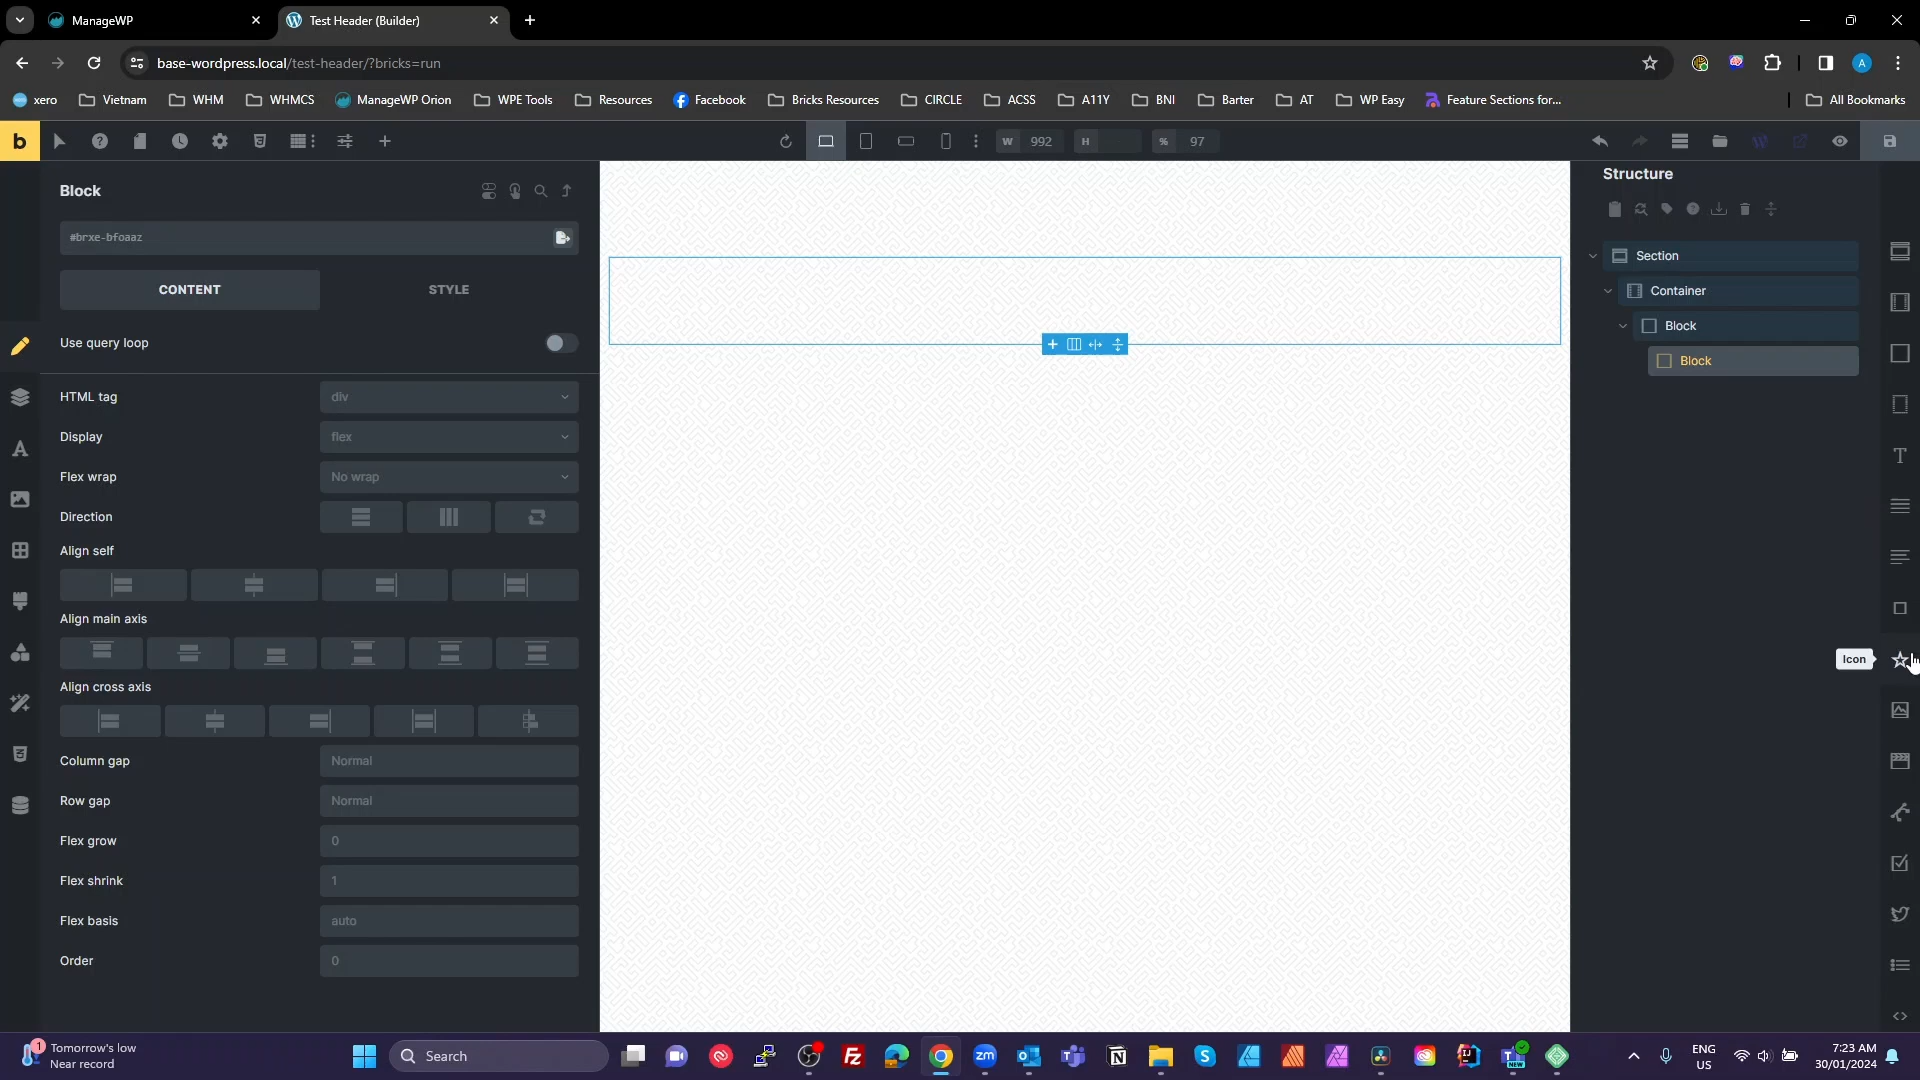 ManageWP
Test Header (Builder)
base-wordpress.local/test-header/?bricks=run
A
xero
Vietnam
WHM
WHMCS
ManageWP Orion
WPE Tools
Resources
Facebook
Bricks Resources
CIRCLE
ACSS
A11Y
BNI
Barter
AT
WP Easy
Feature Sections for...
All Bookmarks
b
W 992
H
% 97
Block
#brxe-bfoaaz
CONTENT
STYLE
Use query loop
HTML tag
div
Display
flex
Flex wrap
No wrap
Direction
Align self
Align main axis
Align cross axis
Column gap
Normal
Row gap
Normal
Flex grow
0
Flex shrink
1
Flex basis
auto
Order
0
Structure
Section
Container
Block
Block
Icon
1
Tomorrow's low
Near record
Search
zm
NEW
ENG
US
7:23 AM
30/01/2024